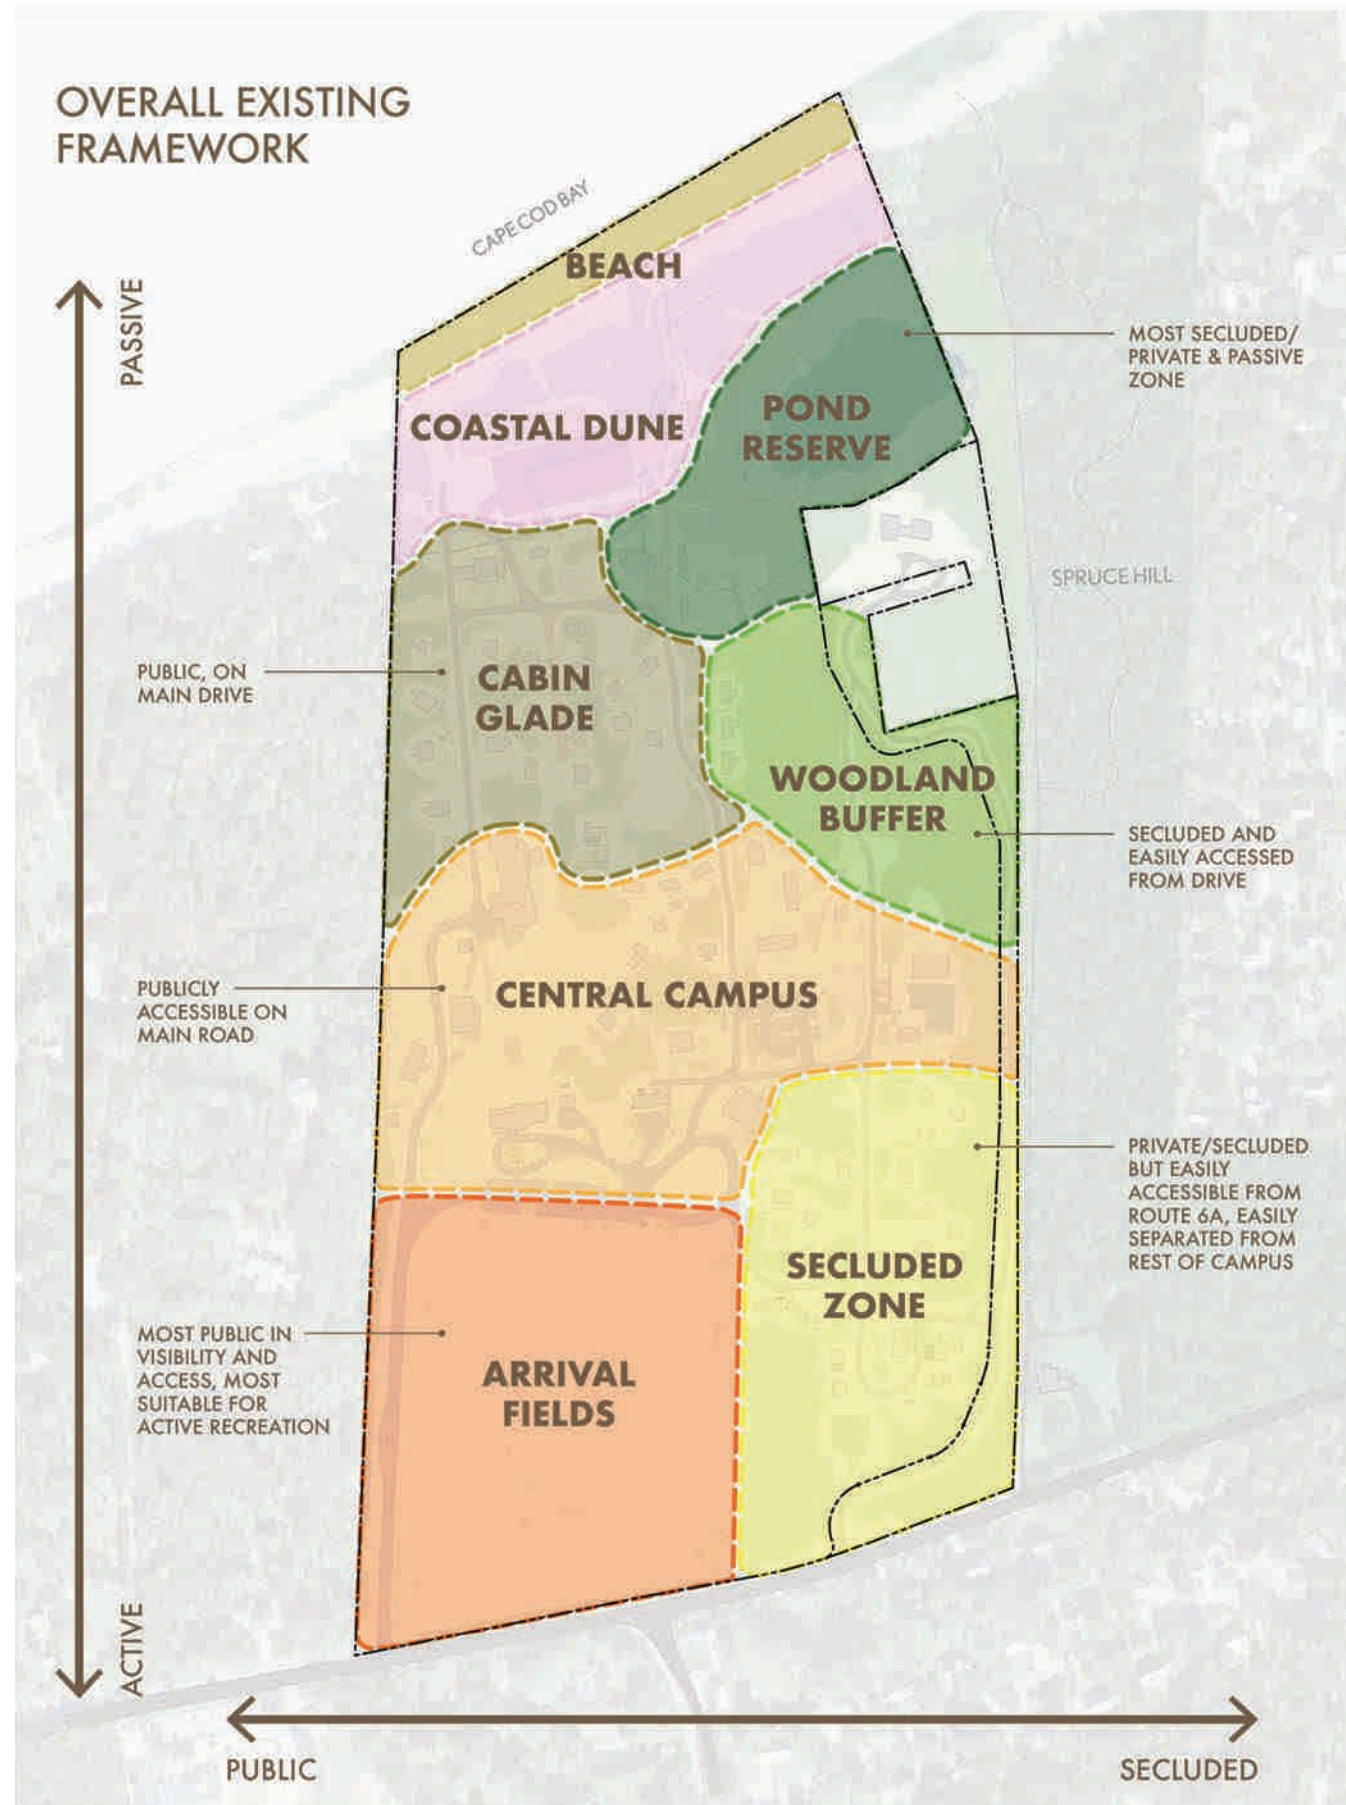 OVERALL EXISTING
FRAMEWORK
CAPE COD BAY
BEACH
PASSIVE
MOST SECLUDED/
PRIVATE & PASSIVE
ZONE
COASTAL DUNE
POND
RESERVE
SPRUCE HILL
PUBLIC, ON
MAIN DRIVE
CABIN
GLADE
WOODLAND
BUFFER
SECLUDED AND
EASILY ACCESSED
FROM DRIVE
PUBLICLY
ACCESSIBLE ON
MAIN ROAD
CENTRAL CAMPUS
PRIVATE/SECLUDED
BUT EASILY
ACCESSIBLE FROM
ROUTE 6A, EASILY
SEPARATED FROM
REST OF CAMPUS
SECLUDED
ZONE
MOST PUBLIC IN
VISIBILITY AND
ACCESS, MOST
SUITABLE FOR
ACTIVE RECREATION
ARRIVAL
FIELDS
ACTIVE
PUBLIC
SECLUDED